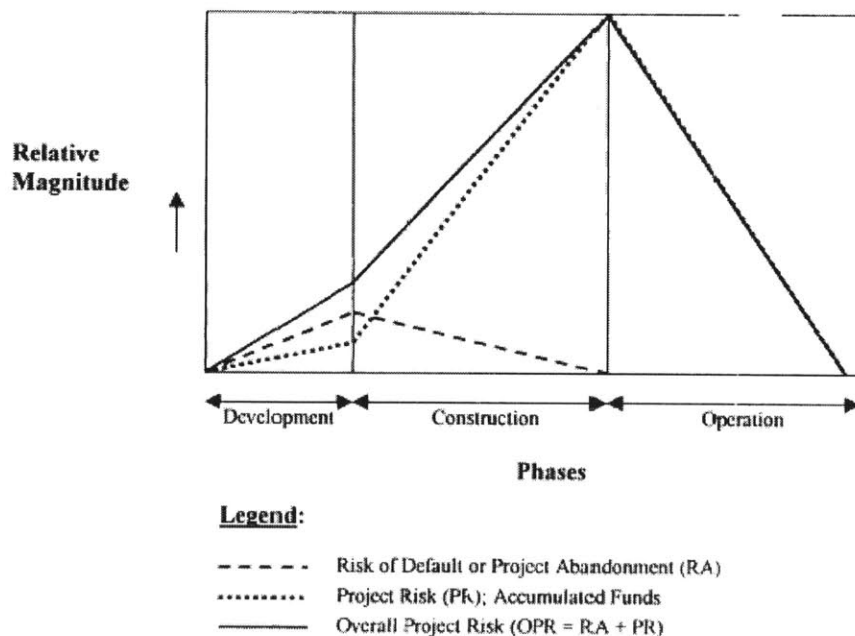 Relative
Magnitude
Development
Construction
Operation
Phases
Legend:
Risk of Default or Project Abandonment (RA)
Project Risk (PR); Accumulated Funds
Overall Project Risk (OPR = RA + PR)